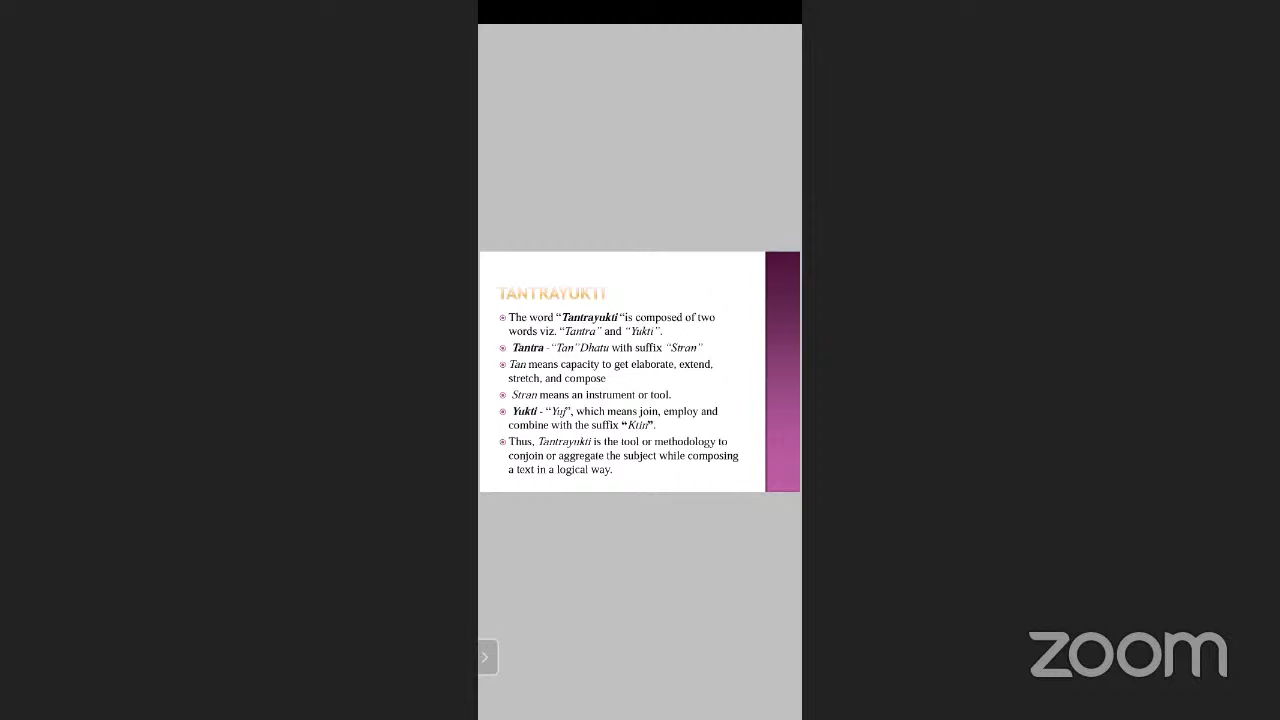 TANTRAYUKTI
The word “Tantrayukti “is composed of two
words viz. “Tantra” and “Yukti”.
Tantra -“Tan”Dhatu with suffix “Stran”
Tan means capacity to get elaborate, extend,
stretch, and compose
Stran means an instrument or tool.
Yukti - “Yuj”, which means join, employ and
combine with the suffix “Ktin”.
Thus, Tantrayukti is the tool or methodology to
conjoin or aggregate the subject while composing
a text in a logical way.
zoom